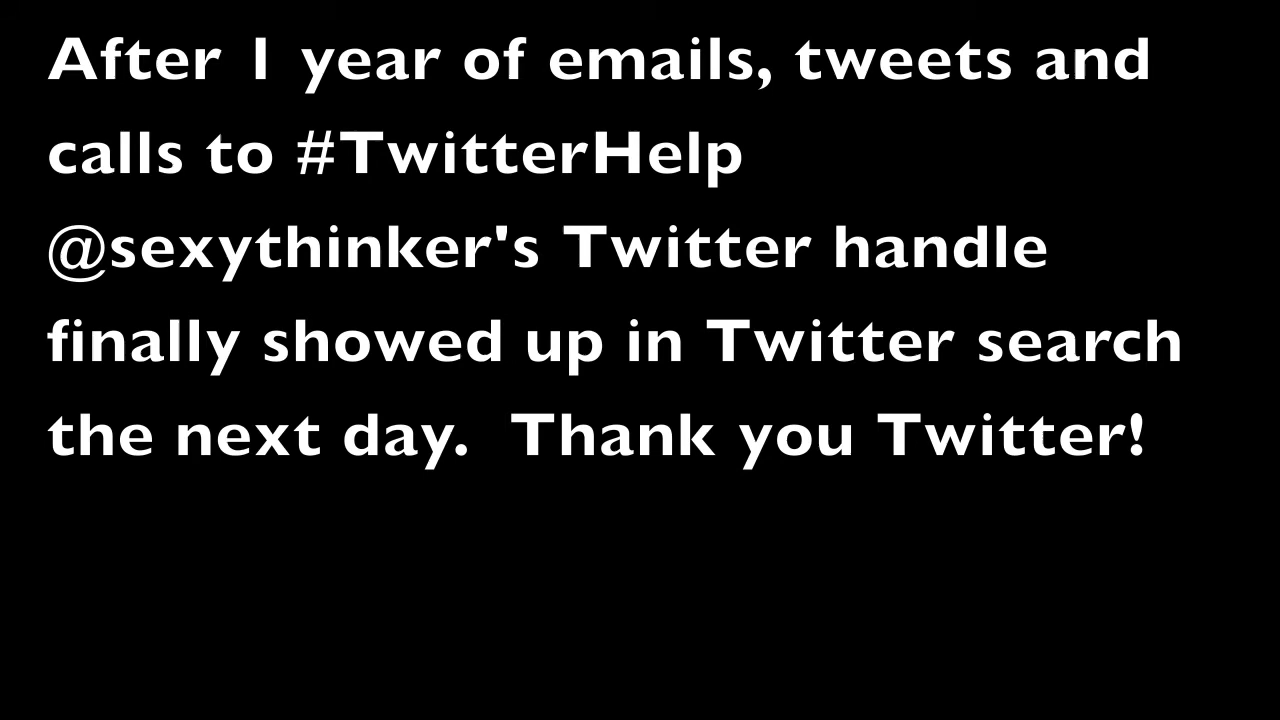 After 1 year of emails, tweets and
calls to #TwitterHelp
@sexythinker's Twitter handle
finally showed up in Twitter search
the next day.  Thank you Twitter!